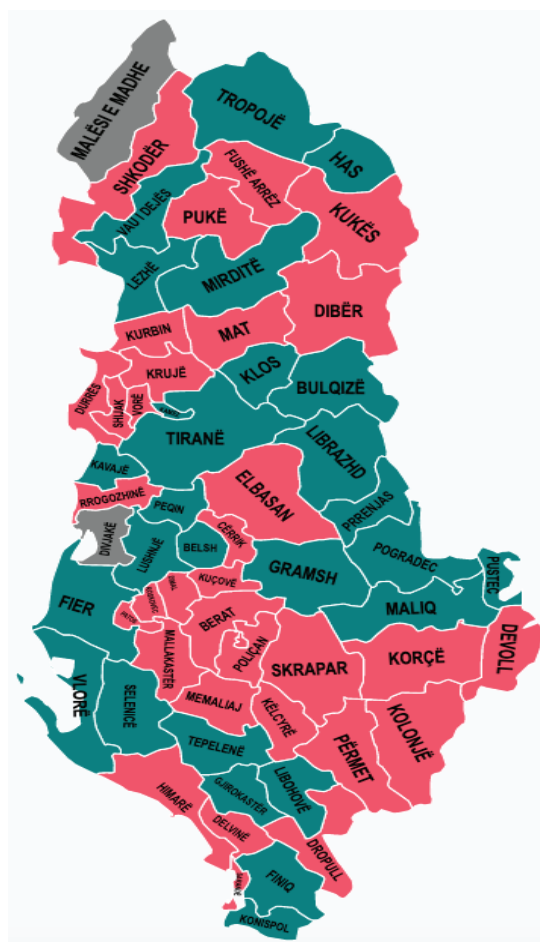 MALËSI E MADHE
TROPOJË
SHKODËR
HAS
FUSHË ARRËZ
VAU I DEJËS
PUKË
KUKËS
LEZHË
MIRDITË
DIBËR
KURBIN
MAT
KRUJË
KLOS
BULQIZË
DURRËS
SHIJAK
VORË
TIRANË
LIBRAZHD
KAVAJË
ELBASAN
RROGOZHINË
PEQIN
PRRENJAS
DIVJAKË
LUSHNJË
BELSH
CËRRIK
POGRADEC
PUSTEC
GRAMSH
KUÇOVË
FIER
MALIQ
BERAT
POLIÇAN
DEVOLL
MALLAKASTËR
SKRAPAR
KORÇË
VLORË
SELENICË
MEMALIAJ
KËLCYRË
KOLONJË
TEPELENË
PËRMET
HIMARË
GJIROKASTËR
LIBOHOVË
DELVINË
DROPULL
FINIQ
KONISPOL